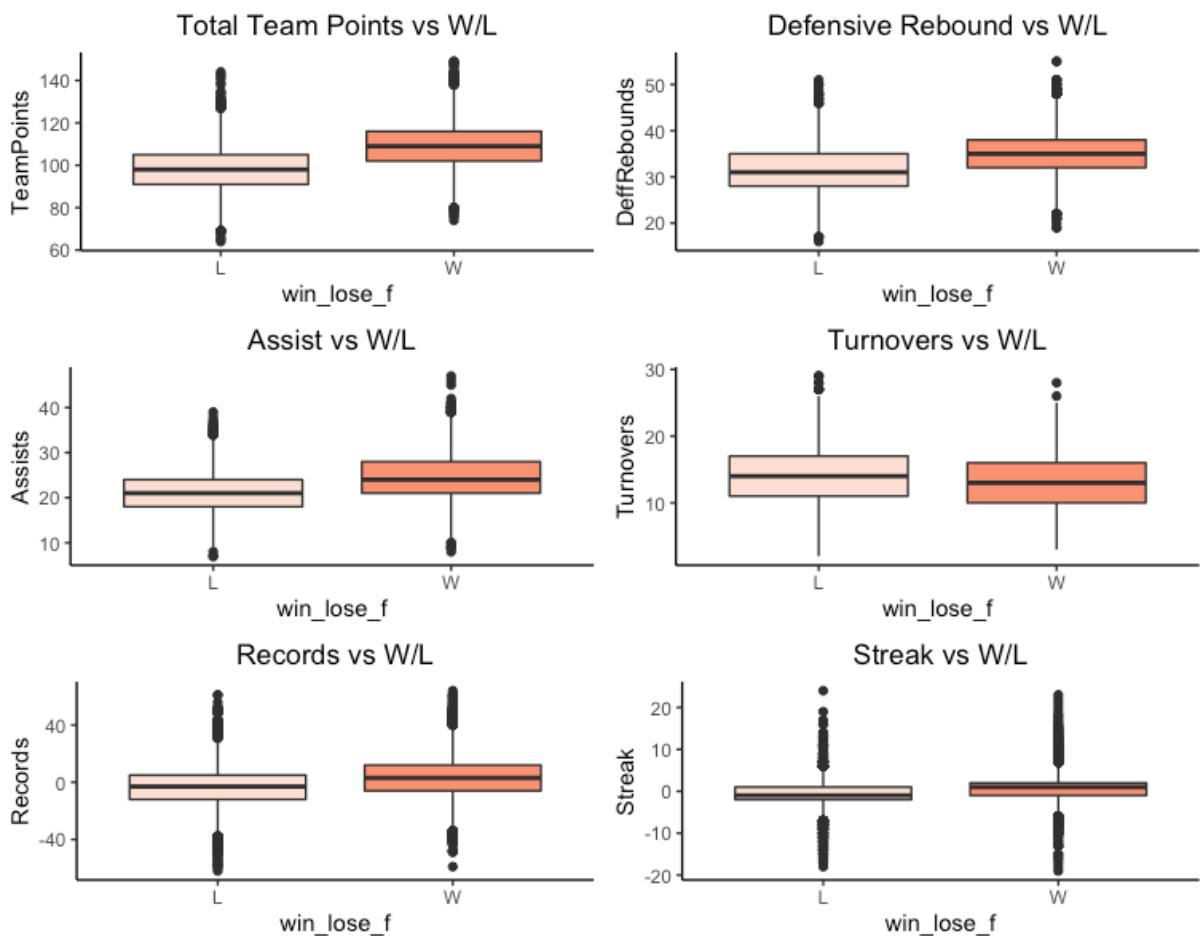 Total Team Points vs W/L
TeamPoints
140
120
100
80
60
L W
win_lose_f
Defensive Rebound vs W/L
DeffRebounds
50
40
30
20
L W
win_lose_f
Assist vs W/L
Assists
40
30
20
10
L W
win_lose_f
Turnovers vs W/L
Turnovers
30
20
10
L W
win_lose_f
Records vs W/L
Records
40
0
-40
L W
win_lose_f
Streak vs W/L
Streak
20
10
0
-10
-20
L W
win_lose_f